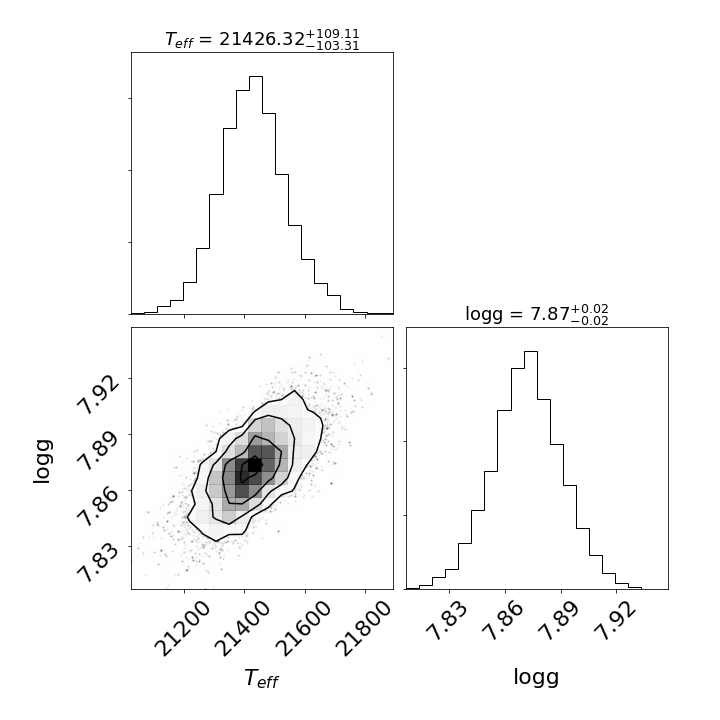 T_eff = 21426.32^{+109.11}_{-103.31}
logg = 7.87^{+0.02}_{-0.02}
logg
7.92
7.89
7.86
7.83
21200 21400 21600 21800
T_eff
7.83 7.86 7.89 7.92
logg